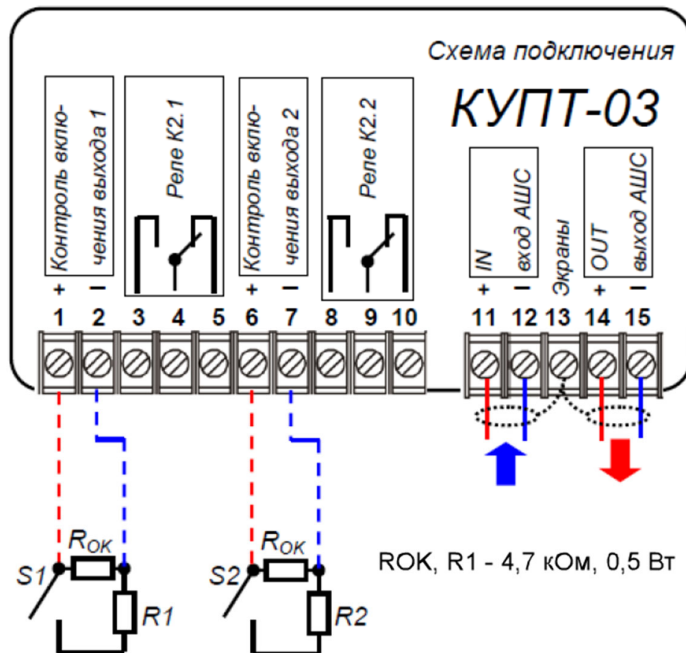 Схема подключения
КУПТ-03
+ Контроль вклю-
– чения выхода 1
Реле К2.1
+ Контроль вклю-
– чения выхода 2
Реле К2.2
+ IN
– вход АШС
Экраны
+ OUT
– выход АШС
1 2 3 4 5 6 7 8 9 10 11 12 13 14 15
S1 ROK R1
S2 ROK R2
ROK, R1 - 4,7 кОм, 0,5 Вт